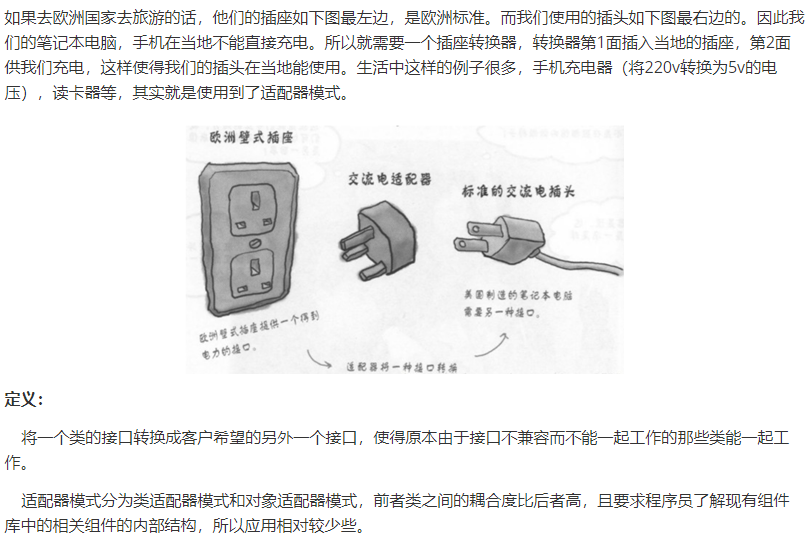 如果去欧洲国家去旅游的话，他们的插座如下图最左边，是欧洲标准。而我们使用的插头如下图最右边的。因此我
们的笔记本电脑，手机在当地不能直接充电。所以就需要一个插座转换器，转换器第1面插入当地的插座，第2面
供我们充电，这样使得我们的插头在当地能使用。生活中这样的例子很多，手机充电器（将220v转换为5v的电
压），读卡器等，其实就是使用到了适配器模式。
欧洲壁式插座
交流电适配器
标准的交流电插头
美国制造的笔记本电脑
需要另一种接口。
欧洲壁式插座提供一个得到
电力的接口。
适配器将一种接口转换
定义：
将一个类的接口转换成客户希望的另外一个接口，使得原本由于接口不兼容而不能一起工作的那些类能一起工
作。
适配器模式分为类适配器模式和对象适配器模式，前者类之间的耦合度比后者高，且要求程序员了解现有组件
库中的相关组件的内部结构，所以应用相对较少些。